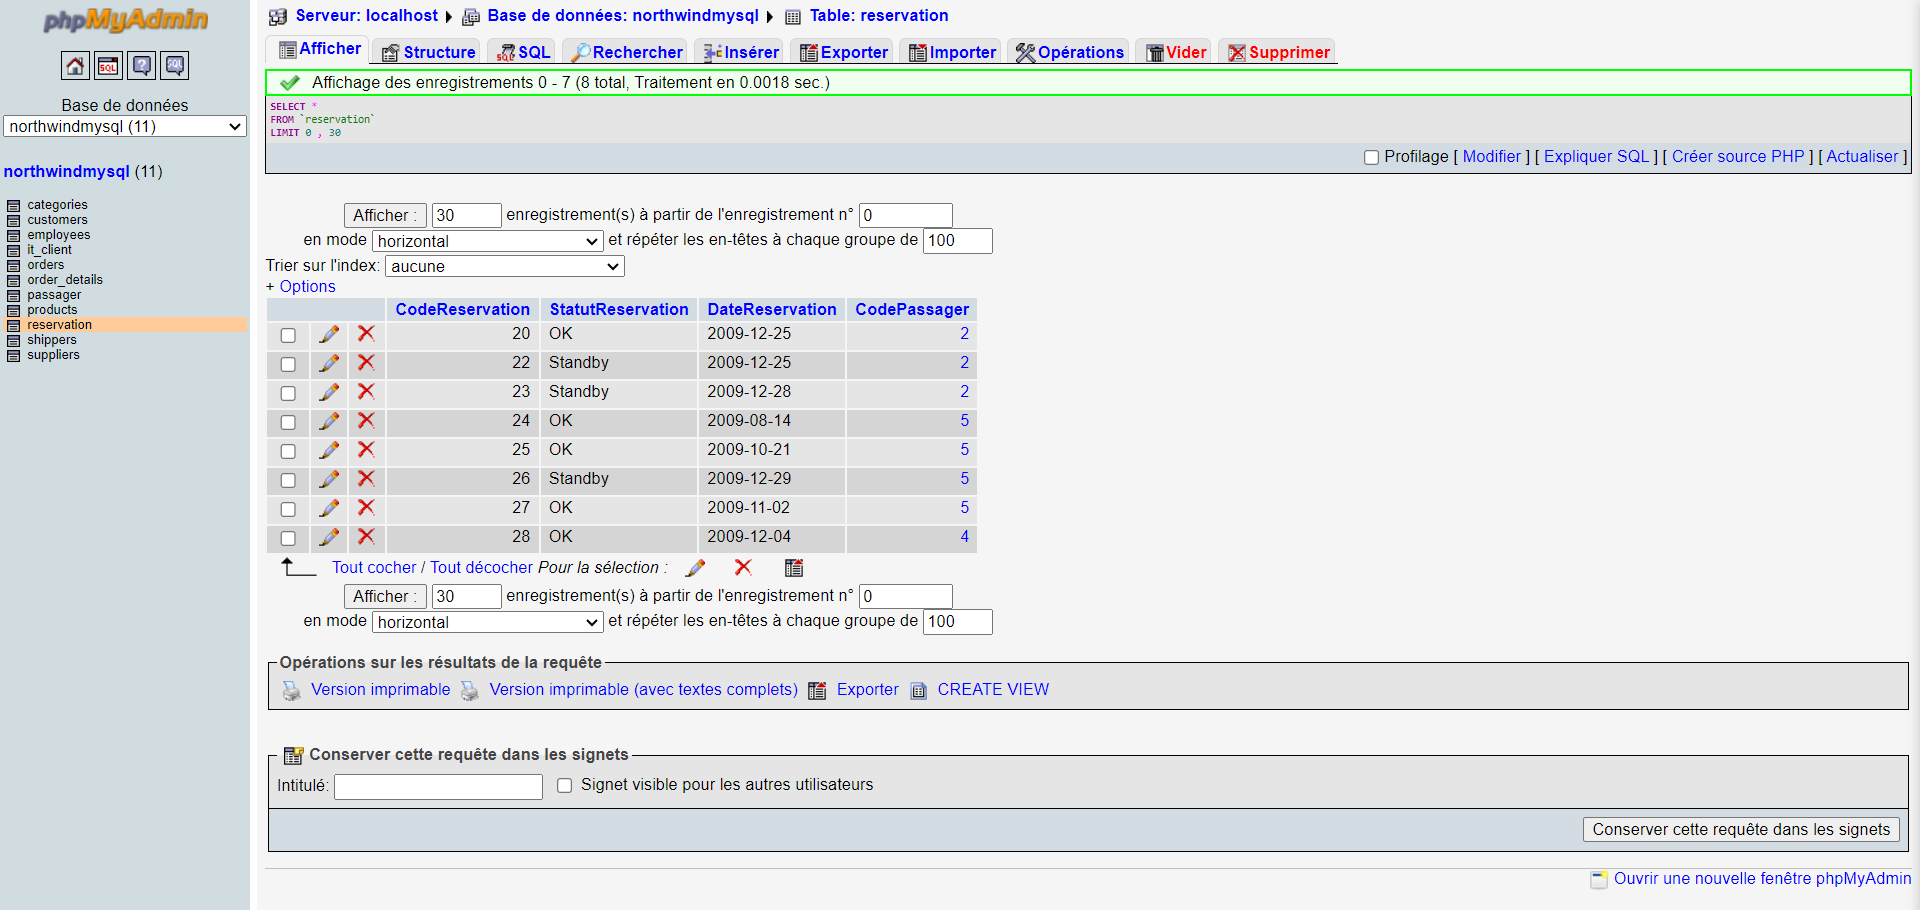 phpMyAdmin
SQL
?
SQL
Base de données
northwindmysql (11)
northwindmysql (11)
categories
customers
employees
it_client
orders
order_details
passager
products
reservation
shippers
suppliers
Serveur: localhost Base de données: northwindmysql Table: reservation
Afficher Structure SQL Rechercher Insérer Exporter Importer Opérations Vider Supprimer
Affichage des enregistrements 0 - 7 (8 total, Traitement en 0.0018 sec.)
SELECT *
FROM `reservation`
LIMIT 0 , 30
Profilage [ Modifier ] [ Expliquer SQL ] [ Créer source PHP ] [ Actualiser ]
Afficher : 30 enregistrement(s) à partir de l'enregistrement n° 0
en mode horizontal et répéter les en-têtes à chaque groupe de 100
Trier sur l'index: aucune
+ Options
CodeReservation StatutReservation DateReservation CodePassager
20 OK 2009-12-25 2
22 Standby 2009-12-25 2
23 Standby 2009-12-28 2
24 OK 2009-08-14 5
25 OK 2009-10-21 5
26 Standby 2009-12-29 5
27 OK 2009-11-02 5
28 OK 2009-12-04 4
Tout cocher / Tout décocher Pour la sélection :
Afficher : 30 enregistrement(s) à partir de l'enregistrement n° 0
en mode horizontal et répéter les en-têtes à chaque groupe de 100
Opérations sur les résultats de la requête
Version imprimable Version imprimable (avec textes complets) Exporter CREATE VIEW
Conserver cette requête dans les signets
Intitulé: Signet visible pour les autres utilisateurs
Conserver cette requête dans les signets
Ouvrir une nouvelle fenêtre phpMyAdmin